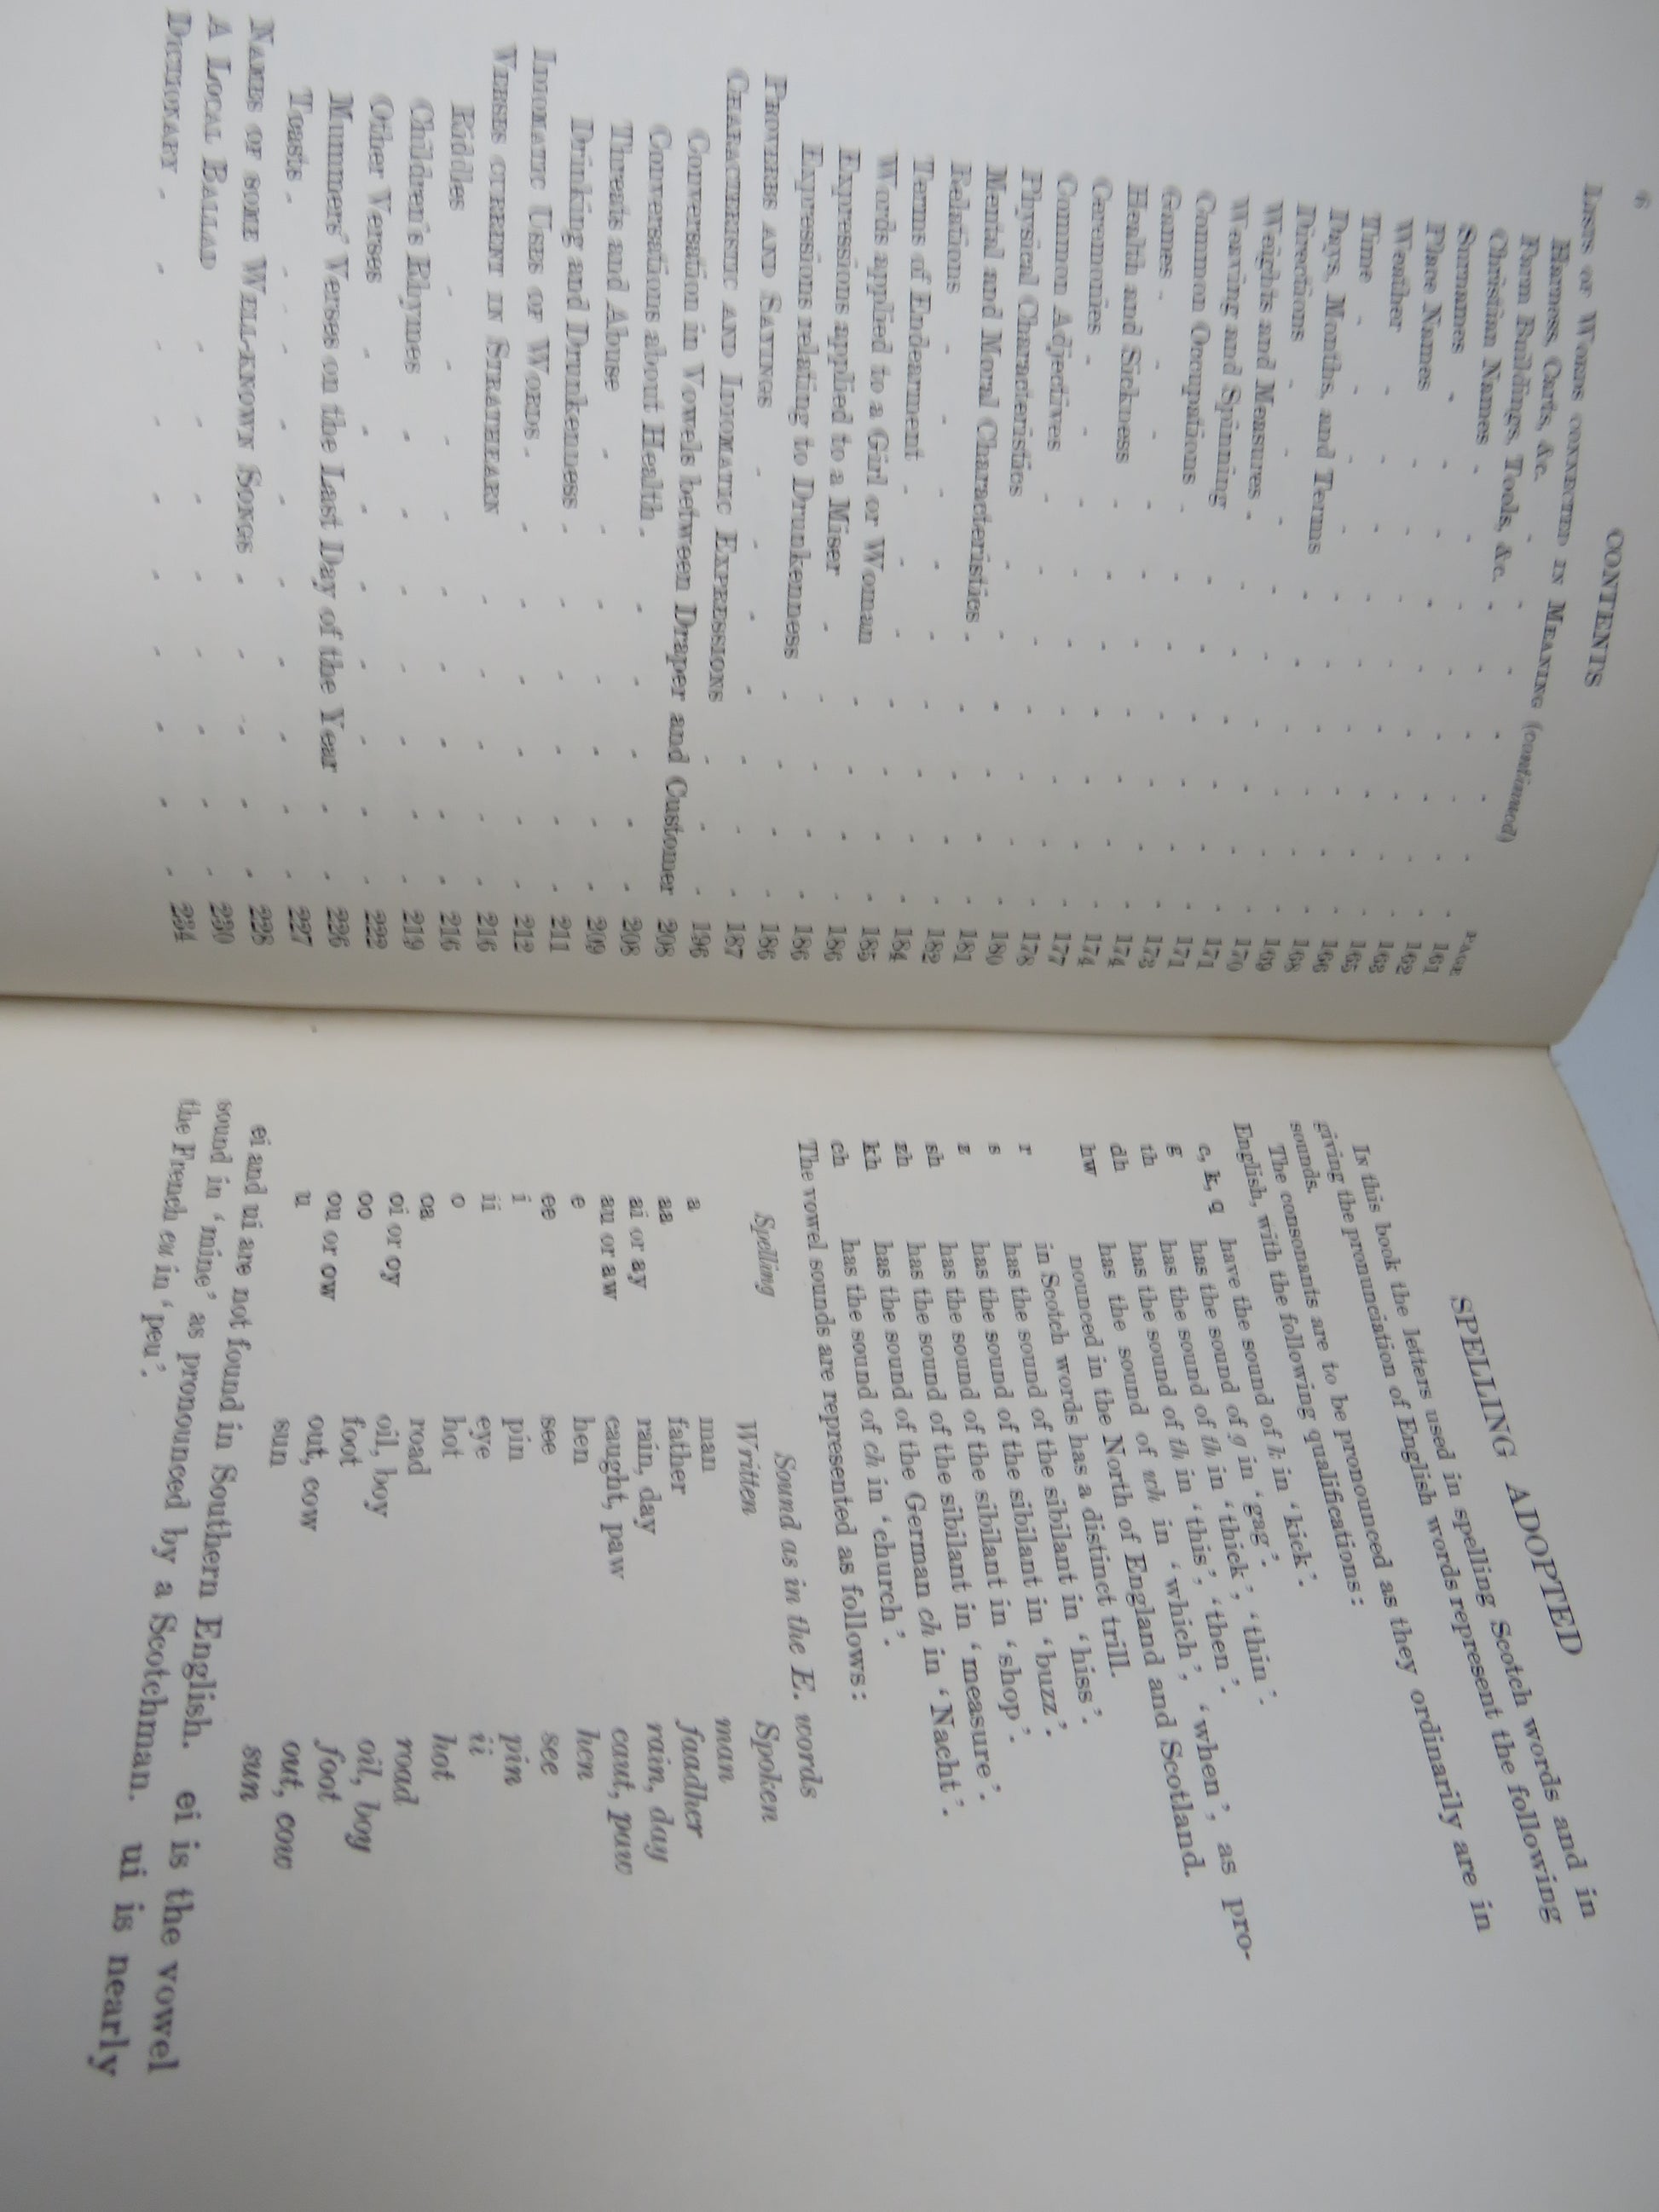 6
CONTENTS
LISTS OF WORDS CONNECTED IN MEANING (continued)
PAGE
Harness, Carts, &c. 161
Farm Buildings, Tools, &c. 162
Christian Names 163
Surnames 165
Place Names 166
Weather 168
Time 169
Days, Months, and Terms 170
Directions 171
Weights and Measures 171
Weaving and Spinning 173
Common Occupations 174
Games 174
Health and Sickness 177
Ceremonies 178
Common Adjectives 180
Physical Characteristics 181
Mental and Moral Characteristics 182
Relations 184
Terms of Endearment 185
Words applied to a Girl or Woman 186
Expressions applied to a Miser 186
Expressions relating to Drunkenness 186
PROVERBS AND SAYINGS 187
CHARACTERISTIC AND IDIOMATIC EXPRESSIONS 196
Conversation in Vowels between Draper and Customer 208
Conversations about Health 208
Threats and Abuse 209
Drinking and Drunkenness 211
IDIOMATIC USES OF WORDS 212
VERSES CURRENT IN STRATHEARN 216
Riddles 216
Children's Rhymes 219
Other Verses 222
Mummers' Verses on the Last Day of the Year 226
Toasts 227
NAMES OF SOME WELL-KNOWN SONGS 228
A LOCAL BALLAD 230
DICTIONARY 234
SPELLING ADOPTED
IN this book the letters used in spelling Scotch words and in
giving the pronunciation of English words represent the following
sounds.
The consonants are to be pronounced as they ordinarily are in
English, with the following qualifications:
c, k, q have the sound of k in 'kick'.
g has the sound of g in 'gag'.
th has the sound of th in 'thick', 'thin'.
dh has the sound of th in 'this', 'then'.
hw has the sound of wh in 'which', 'when', as pro-
nounced in the North of England and Scotland.
r in Scotch words has a distinct trill.
s has the sound of the sibilant in 'hiss'.
z has the sound of the sibilant in 'buzz'.
sh has the sound of the sibilant in 'shop'.
zh has the sound of the sibilant in 'measure'.
kh has the sound of the German ch in 'Nacht'.
ch has the sound of ch in 'church'.
The vowel sounds are represented as follows:
Sound as in the E. words
Spelling Written Spoken
a man man
aa father faadher
ai or ay rain, day rain, day
au or aw caught, paw caut, paw
e hen hen
ee see see
i pin pin
ii eye ii
o hot hot
oa road road
oi or oy oil, boy oil, boy
oo foot foot
ou or ow out, cow out, cow
u sun sun
ei and ui are not found in Southern English. ei is the vowel
sound in 'mine' as pronounced by a Scotchman. ui is nearly
the French eu in 'peu'.